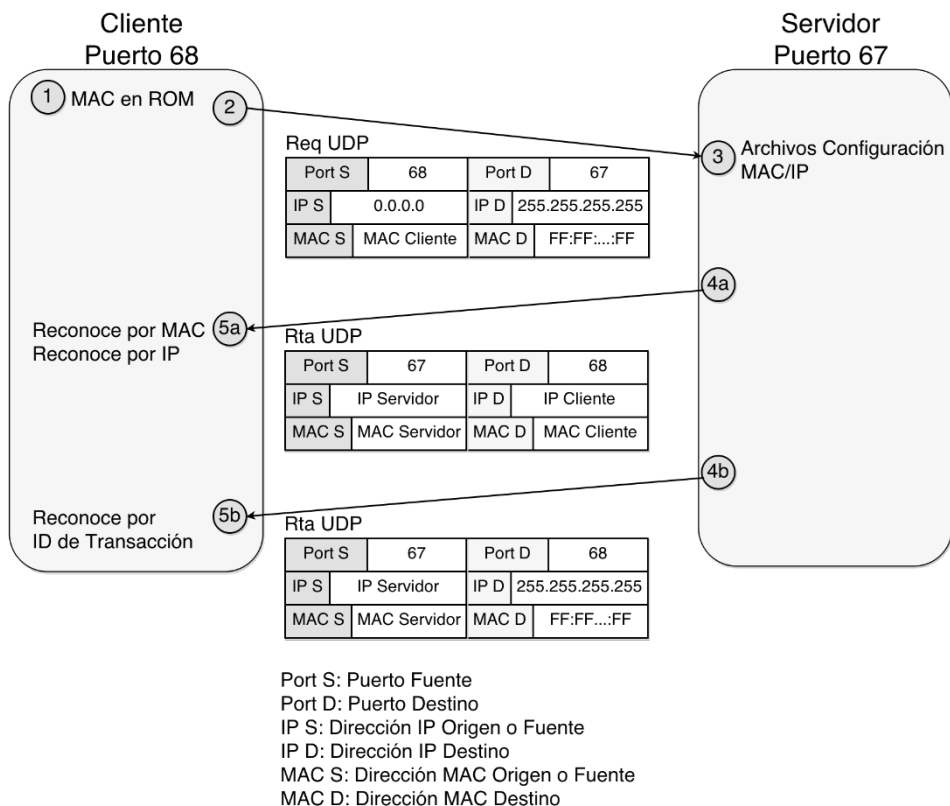 Cliente
Puerto 68
Servidor
Puerto 67
1 MAC en ROM
2
3 Archivos Configuración
MAC/IP
Req UDP
Port S 68 Port D 67
IP S 0.0.0.0 IP D 255.255.255.255
MAC S MAC Cliente MAC D FF:FF:...:FF
4a
Reconoce por MAC 5a
Reconoce por IP
Rta UDP
Port S 67 Port D 68
IP S IP Servidor IP D IP Cliente
MAC S MAC Servidor MAC D MAC Cliente
4b
Reconoce por 5b
ID de Transacción
Rta UDP
Port S 67 Port D 68
IP S IP Servidor IP D 255.255.255.255
MAC S MAC Servidor MAC D FF:FF...:FF
Port S: Puerto Fuente
Port D: Puerto Destino
IP S: Dirección IP Origen o Fuente
IP D: Dirección IP Destino
MAC S: Dirección MAC Origen o Fuente
MAC D: Dirección MAC Destino